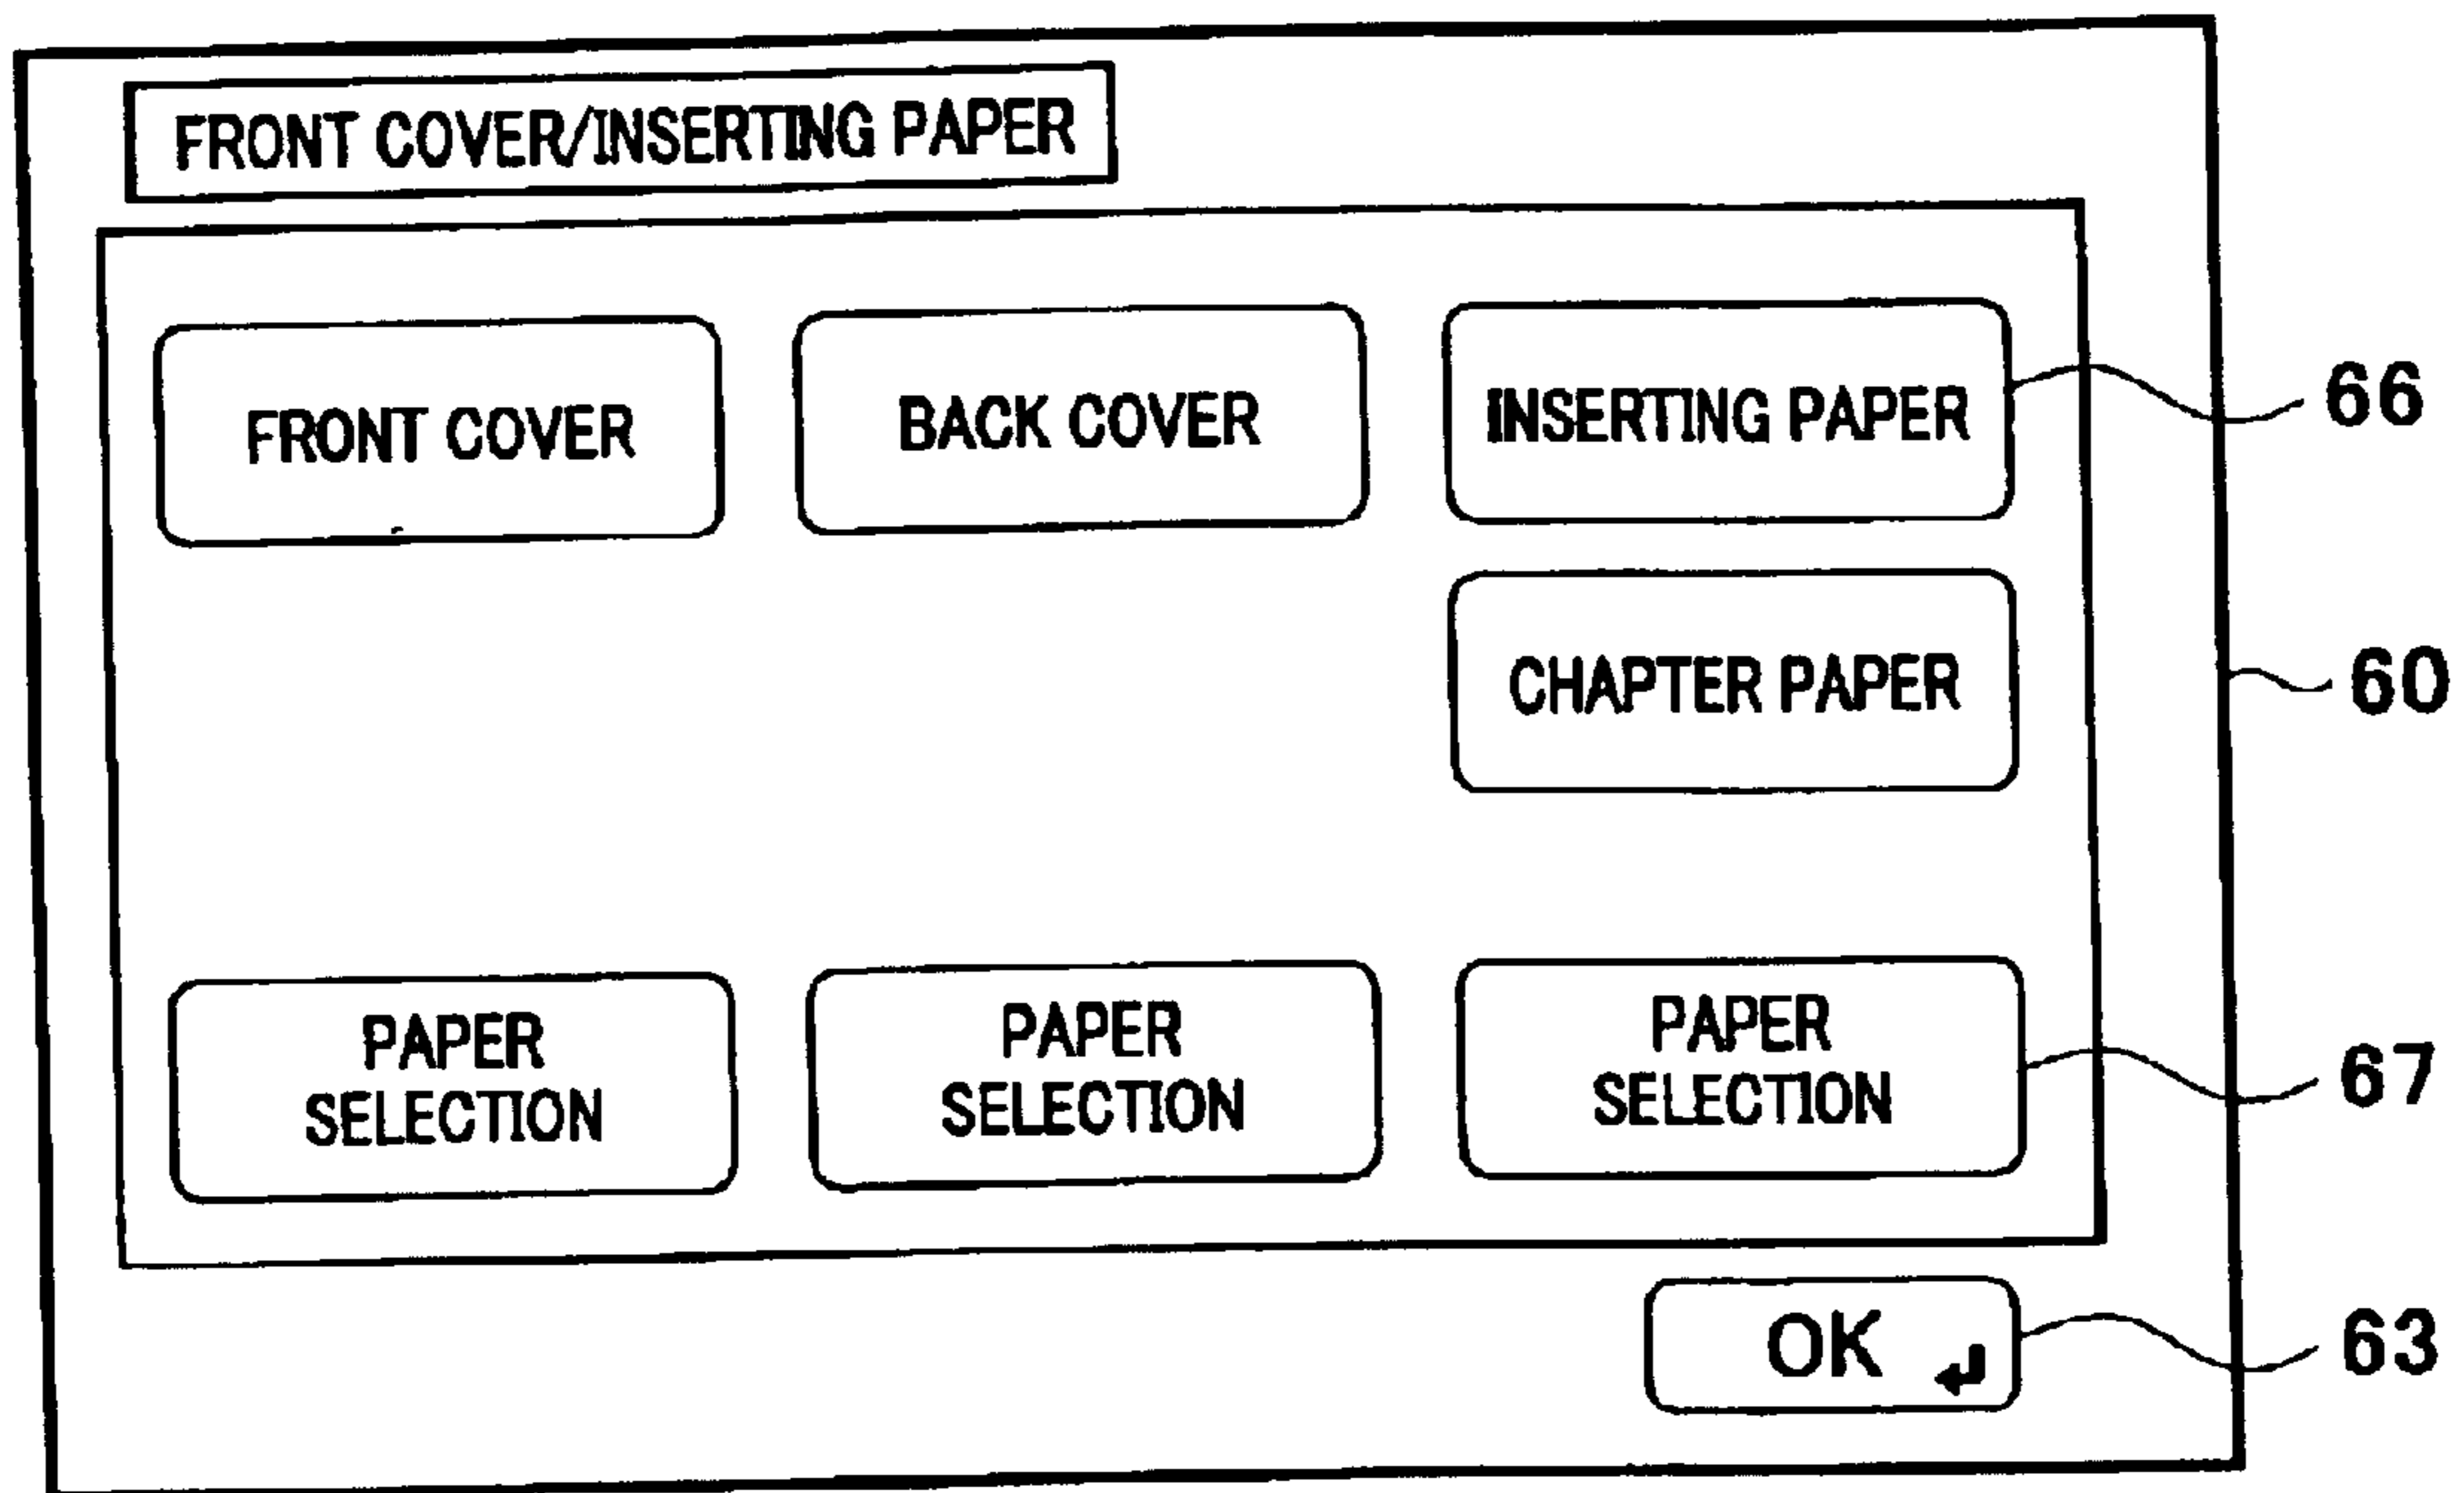 FRONT COVER/INSERTING PAPER
FRONT COVER
BACK COVER
INSERTING PAPER
66
CHAPTER PAPER
60
PAPER
SELECTION
PAPER
SELECTION
PAPER
SELECTION
67
OK
63